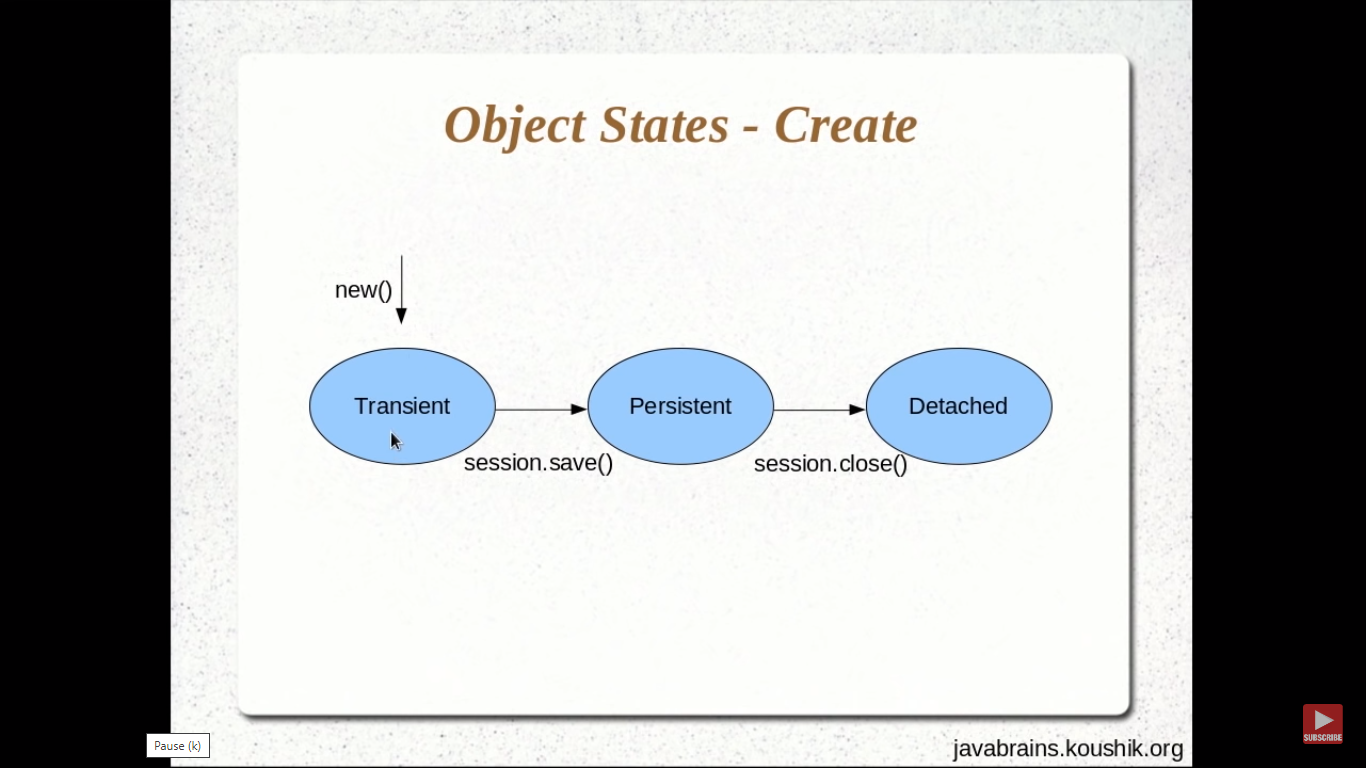 Object States - Create
new()
Transient
Persistent
Detached
session.save()
session.close()
Pause (k)
SUBSCRIBE
javabrains.koushik.org